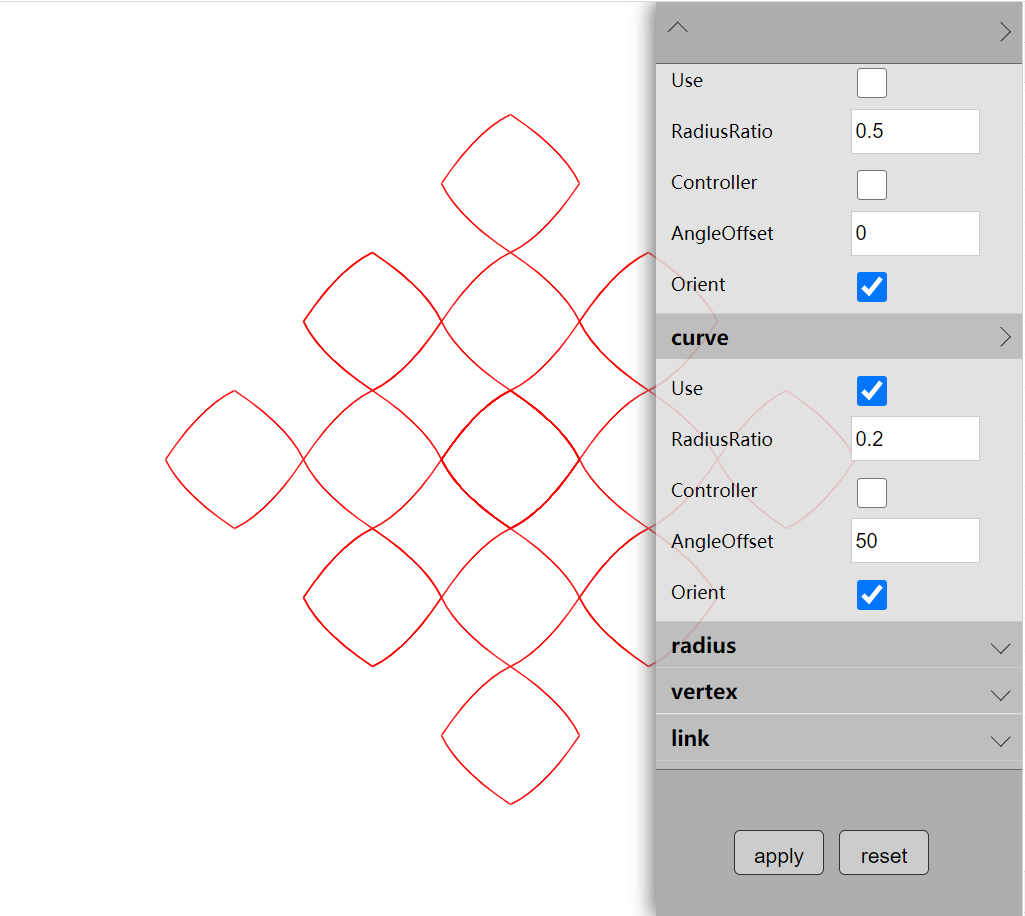 Use
RadiusRatio 0.5
Controller
AngleOffset 0
Orient
curve
Use
RadiusRatio 0.2
Controller
AngleOffset 50
Orient
radius
vertex
link
apply reset